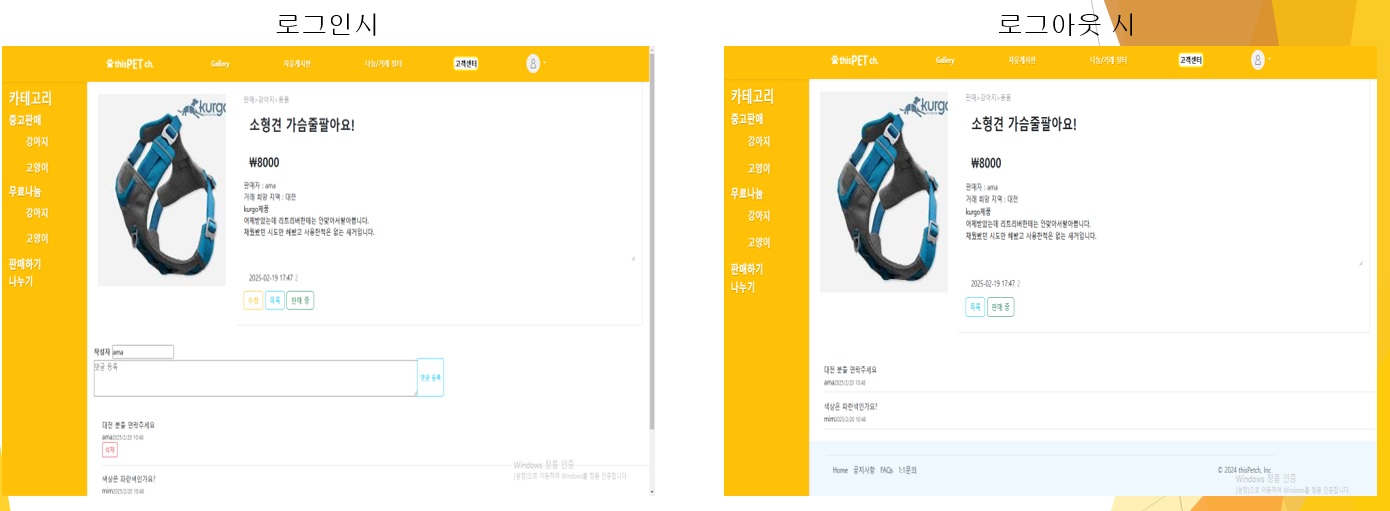 로그인시
thisPET ch.
Gallery
자유게시판
나눔/거래 장터
고객센터
카테고리
중고판매
강아지
고양이
무료나눔
강아지
고양이
판매하기
나누기
kurgo
판매>강아지>용품
소형견 가슴줄팔아요!
₩8000
판매자 : ama
거래 희망 지역 : 대전
kurgo제품
어제받았는데 리트리버한테는 안맞아서팔아봅니다.
채웠봤던 시도만 해봤고 사용한적은 없는 새거입니다.
2025-02-19 17:47 2
수정 목록 판매 중
작성자 ama
댓글 등록
댓글 등록
대전 분들 연락주세요
ama2025/2/20 10:48
삭제
색상은 파란색인가요?
mim2025/2/20 10:48
Windows 정품 인증
[설정]으로 이동하여 Windows를 정품 인증합니다.
로그아웃 시
thisPET ch.
Gallery
자유게시판
나눔/거래 장터
고객센터
카테고리
중고판매
강아지
고양이
무료나눔
강아지
고양이
판매하기
나누기
kurgo
판매>강아지>용품
소형견 가슴줄팔아요!
₩8000
판매자 : ama
거래 희망 지역 : 대전
kurgo제품
어제받았는데 리트리버한테는 안맞아서팔아봅니다.
채웠봤던 시도만 해봤고 사용한적은 없는 새거입니다.
2025-02-19 17:47 2
목록 판매 중
대전 분들 연락주세요
ama2025/2/20 10:48
색상은 파란색인가요?
mim2025/2/20 10:48
Home 공지사항 FAQs 1:1문의
© 2024 thisPetch, Inc
Windows 정품 인증
[설정]으로 이동하여 Windows를 정품 인증합니다.